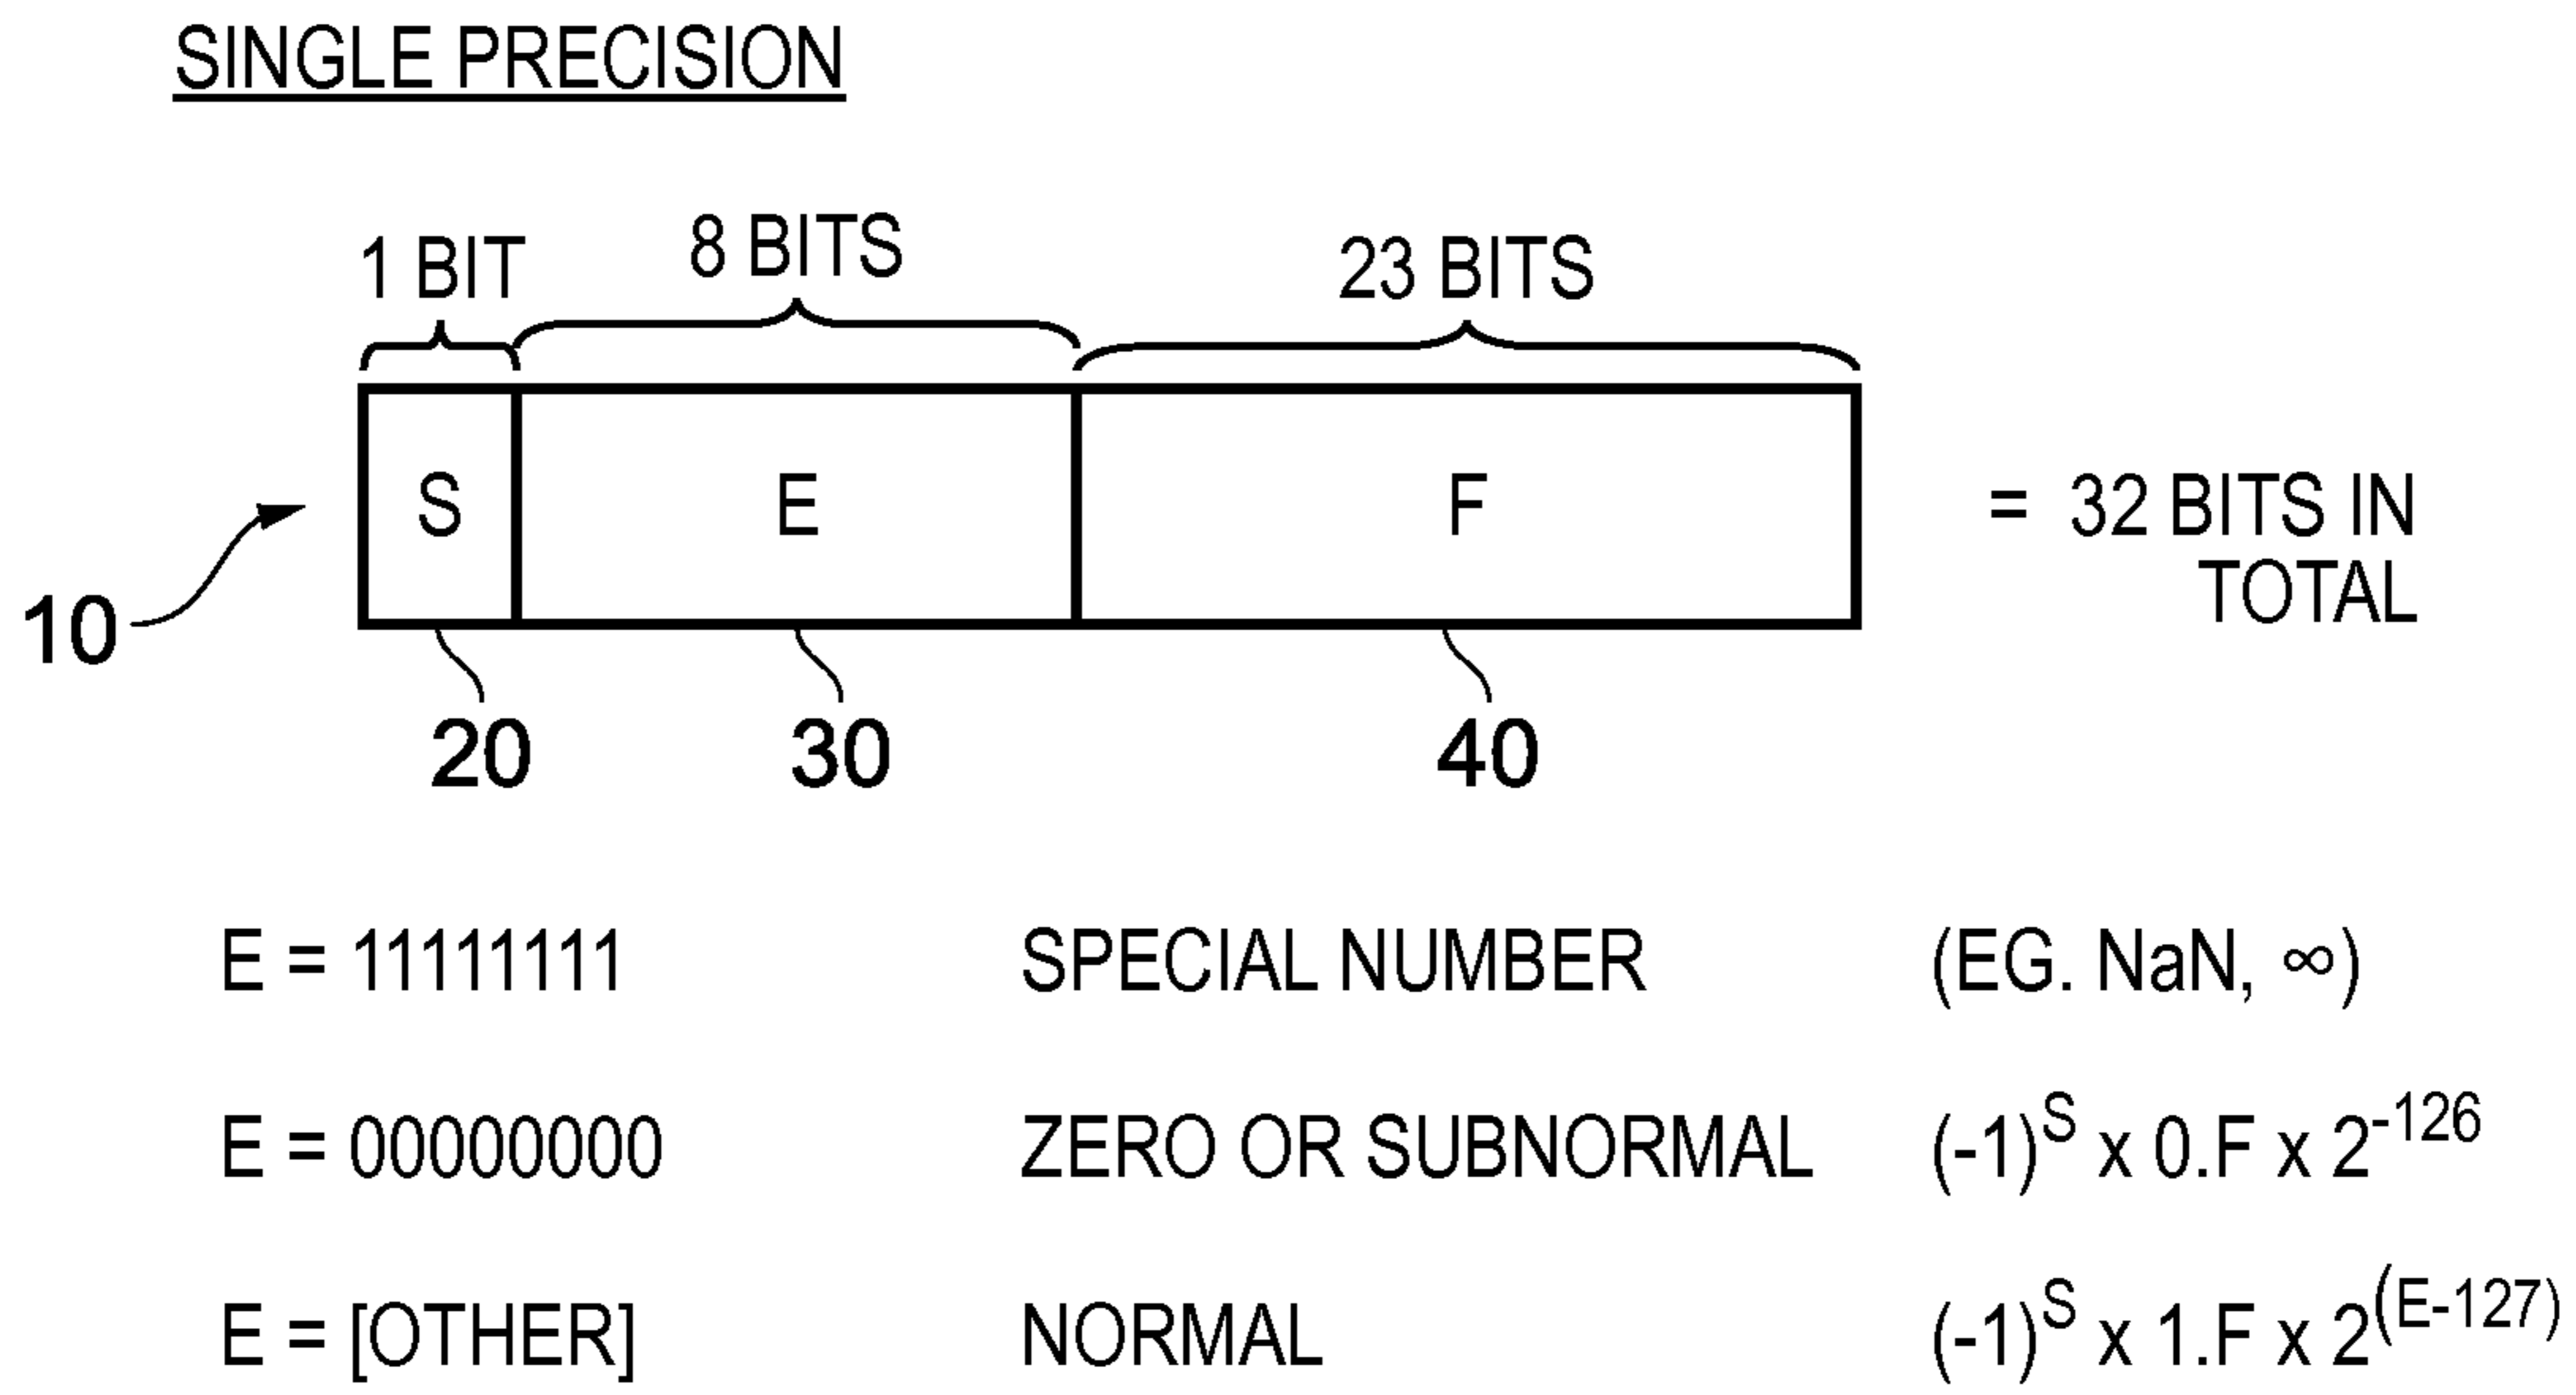 SINGLE PRECISION
1 BIT 8 BITS 23 BITS
S E F = 32 BITS IN
TOTAL
10
20 30 40
E = 11111111 SPECIAL NUMBER (EG. NaN, ∞)
E = 00000000 ZERO OR SUBNORMAL (-1)^S x 0.F x 2^-126
E = [OTHER] NORMAL (-1)^S x 1.F x 2^(E-127)